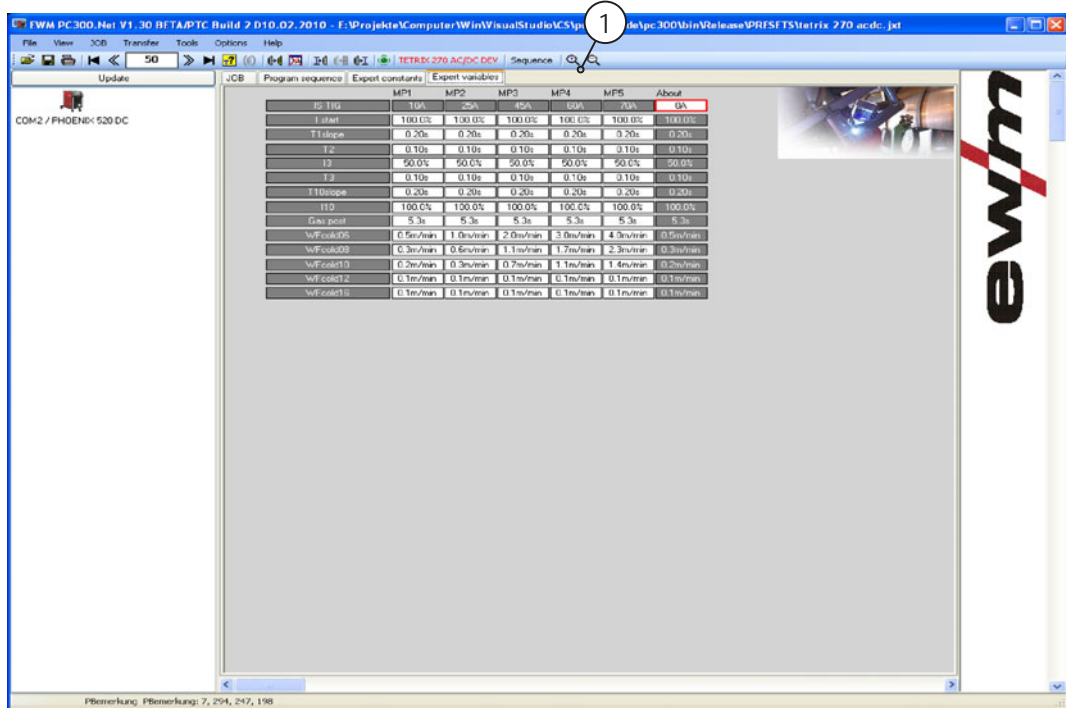 1
EWM PC300.Net V1.30 BETA/PTC Build 2 D10.02.2010 - E:\Projekte\Computer\Win\VisualStudio\CS\p de\pc300\bin\Release\PRESETS\tetrix 270 acdc.jxt
File View JOB Transfer Tools Options Help
50 TETRIX 270 AC/DC DEV Sequence
Update
JOB Program sequence Expert constants Expert variables
COM2 / PHOENIX 520 DC
MP1 MP2 MP3 MP4 MP5 About
IS TIG 10A 25A 45A 60A 70A 0A
I start 100.0% 100.0% 100.0% 100.0% 100.0% 100.0%
T1slope 0.20s 0.20s 0.20s 0.20s 0.20s 0.20s
T2 0.10s 0.10s 0.10s 0.10s 0.10s 0.10s
I3 50.0% 50.0% 50.0% 50.0% 50.0% 50.0%
T3 0.10s 0.10s 0.10s 0.10s 0.10s 0.10s
T10slope 0.20s 0.20s 0.20s 0.20s 0.20s 0.20s
I10 100.0% 100.0% 100.0% 100.0% 100.0% 100.0%
Gas post 5.3s 5.3s 5.3s 5.3s 5.3s 5.3s
WFcold06 0.5m/min 1.0m/min 2.0m/min 3.0m/min 4.0m/min 0.5m/min
WFcold08 0.3m/min 0.6m/min 1.1m/min 1.7m/min 2.3m/min 0.3m/min
WFcold10 0.2m/min 0.3m/min 0.7m/min 1.1m/min 1.4m/min 0.2m/min
WFcold12 0.1m/min 0.1m/min 0.1m/min 0.1m/min 0.1m/min 0.1m/min
WFcold16 0.1m/min 0.1m/min 0.1m/min 0.1m/min 0.1m/min 0.1m/min
ewm
PBemerkung PBemerkung: 7, 294, 247, 198